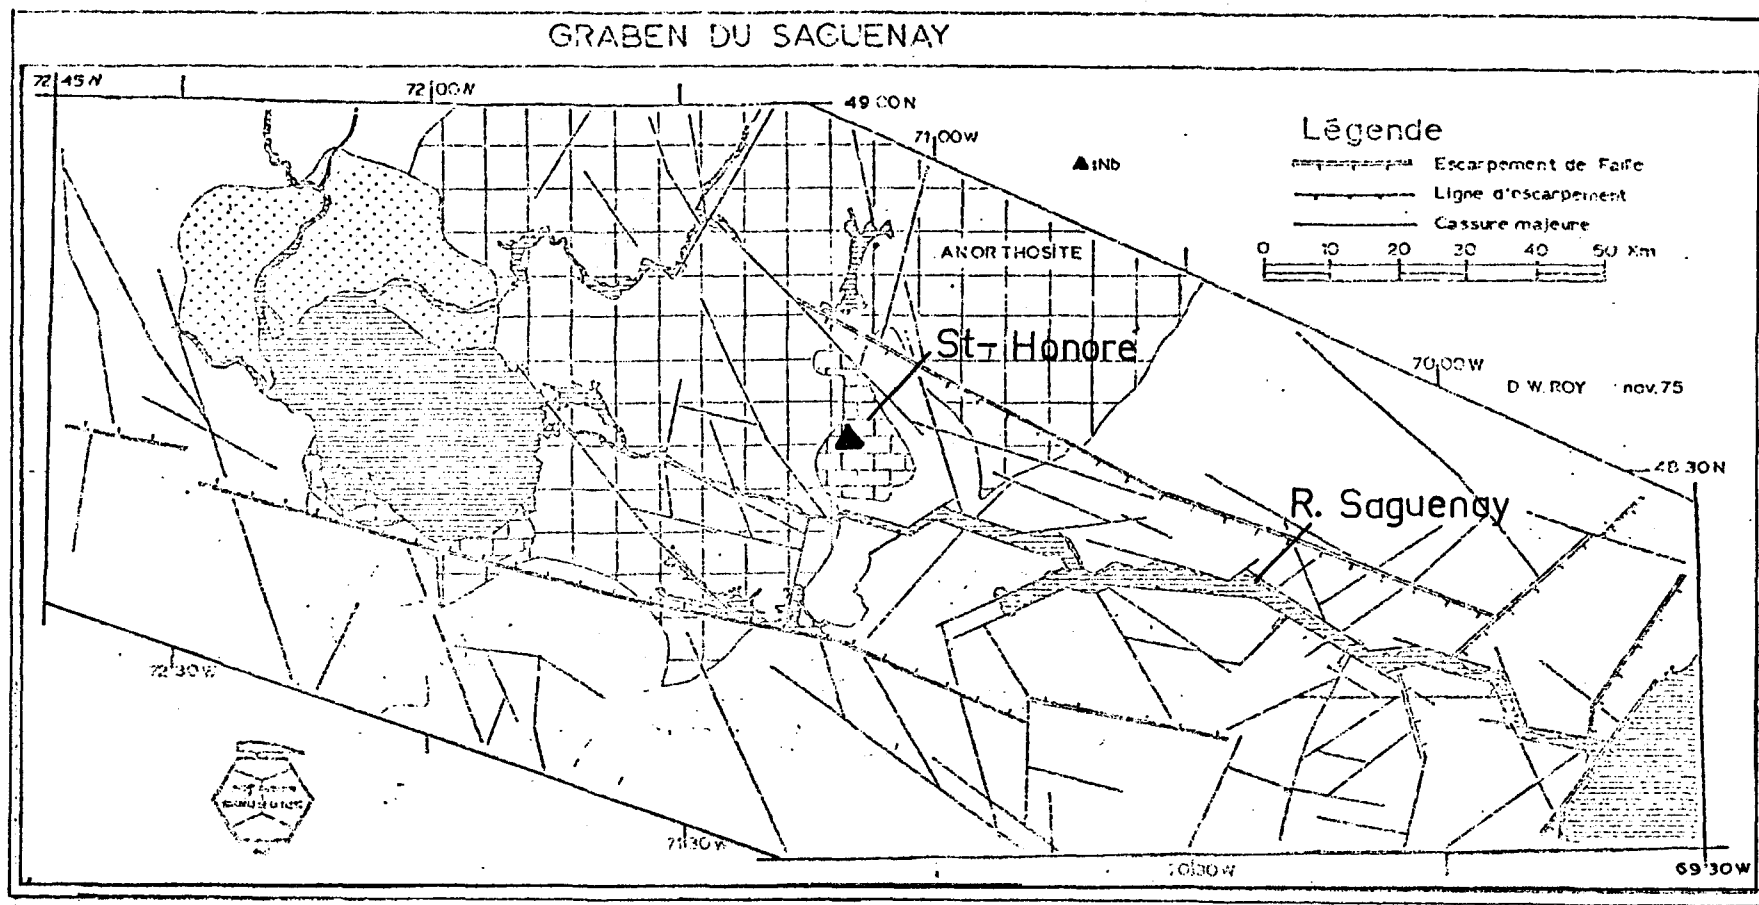 GRABEN DU SAGUENAY
72 45 N
72 00 N
49 00 N
71 00 W
Légende
▲ :Nb
Escarpement de Faille
Ligne d'escarpement
Cassure majeure
0 10 20 30 40 50 Km
ANORTHOSITE
St- Honoré
70 00 W
D. W. ROY nov. 75
48 30 N
R. Saguenay
72 30 W
71 30 W
70 30 W
69 30 W